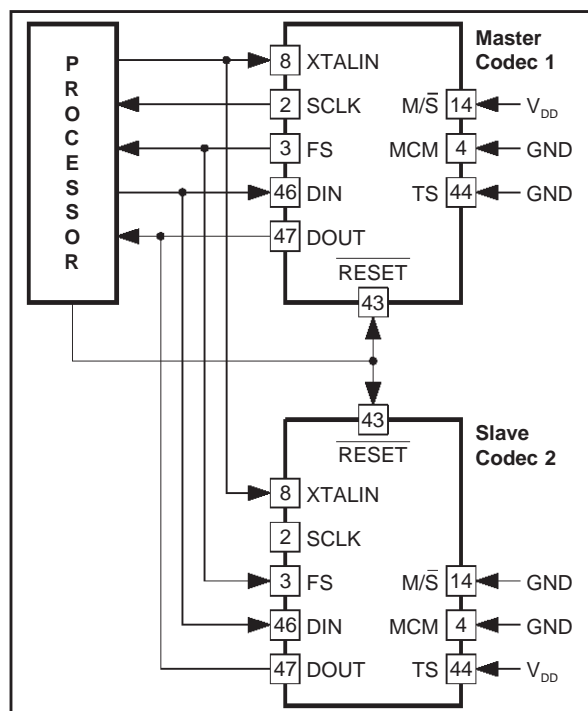 PROCESSOR
Master
Codec 1
8 XTALIN
2 SCLK
3 FS
46 DIN
47 DOUT
M/S̅ 14 V_DD
MCM 4 GND
TS 44 GND
R̅E̅S̅E̅T̅
43
43
R̅E̅S̅E̅T̅
Slave
Codec 2
8 XTALIN
2 SCLK
3 FS
46 DIN
47 DOUT
M/S̅ 14 GND
MCM 4 GND
TS 44 V_DD